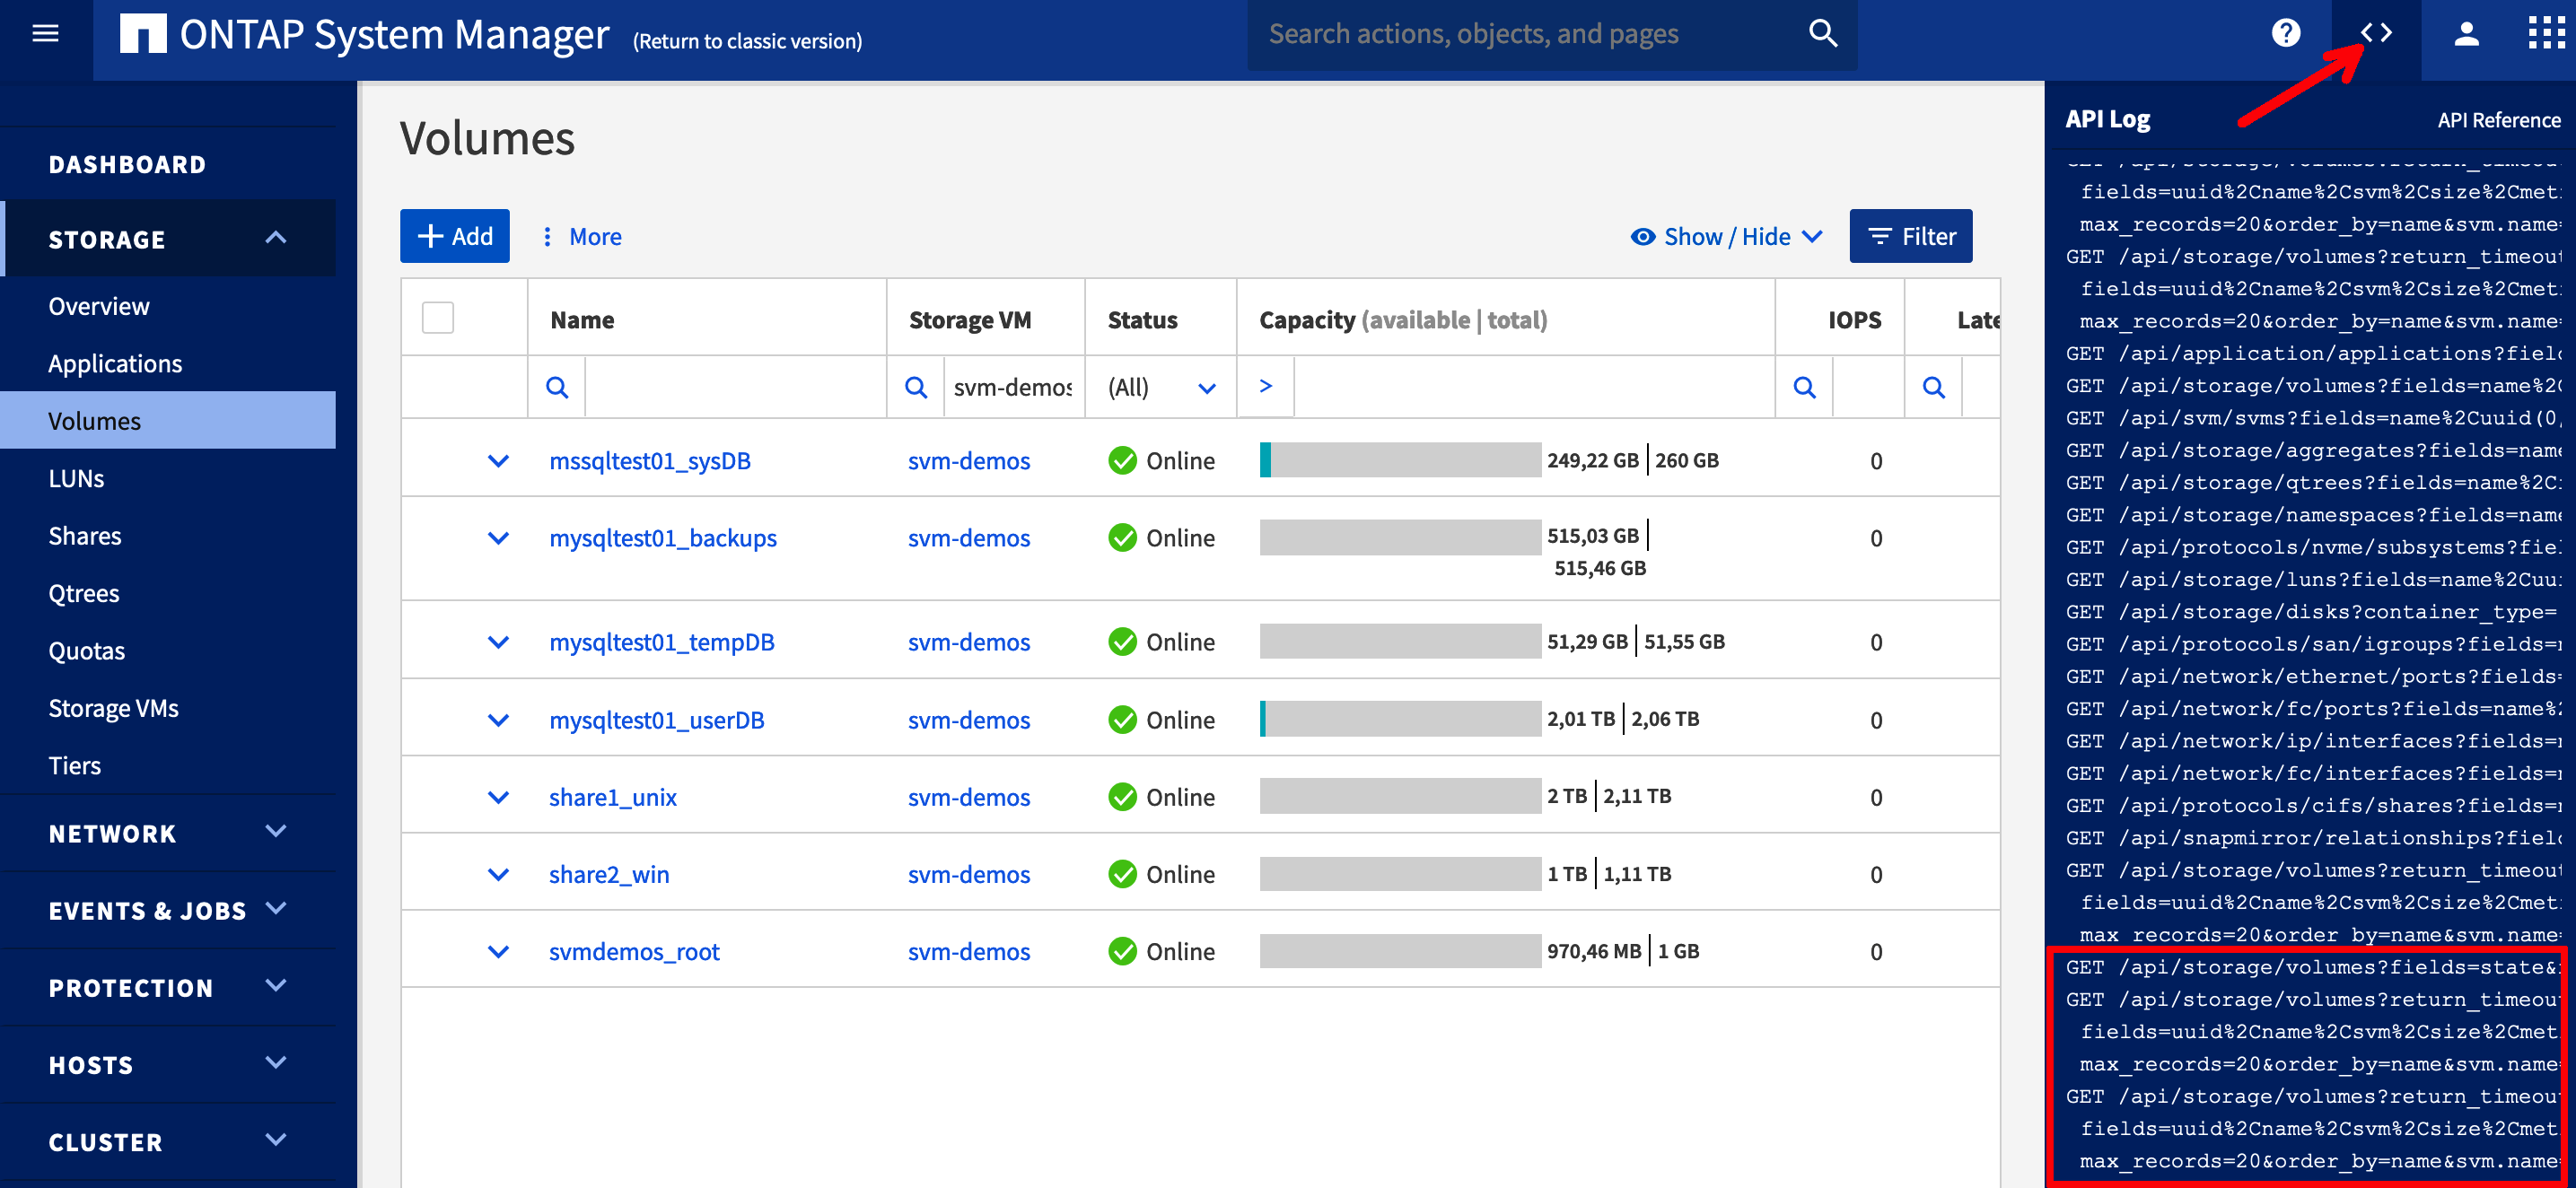 ONTAP System Manager (Return to classic version)
Search actions, objects, and pages
?
<>
DASHBOARD
STORAGE
Overview
Applications
Volumes
LUNs
Shares
Qtrees
Quotas
Storage VMs
Tiers
NETWORK
EVENTS & JOBS
PROTECTION
HOSTS
CLUSTER
Volumes
+ Add
More
Show / Hide
Filter
Name Storage VM Status Capacity (available | total) IOPS Late
svm-demos (All) >
mssqltest01_sysDB svm-demos Online 249,22 GB | 260 GB 0
mysqltest01_backups svm-demos Online 515,03 GB | 0
515,46 GB
mysqltest01_tempDB svm-demos Online 51,29 GB | 51,55 GB 0
mysqltest01_userDB svm-demos Online 2,01 TB | 2,06 TB 0
share1_unix svm-demos Online 2 TB | 2,11 TB 0
share2_win svm-demos Online 1 TB | 1,11 TB 0
svmdemos_root svm-demos Online 970,46 MB | 1 GB 0
API Log API Reference
GET /api/storage/volumes?return_timeout
fields=uuid%2Cname%2Csvm%2Csize%2Cmet
max_records=20&order_by=name&svm.name=
GET /api/storage/volumes?return_timeout
fields=uuid%2Cname%2Csvm%2Csize%2Cmet
max_records=20&order_by=name&svm.name=
GET /api/application/applications?field
GET /api/storage/volumes?fields=name%2C
GET /api/svm/svms?fields=name%2Cuuid(0,
GET /api/storage/aggregates?fields=name
GET /api/storage/qtrees?fields=name%2C
GET /api/storage/namespaces?fields=name
GET /api/protocols/nvme/subsystems?fiel
GET /api/storage/luns?fields=name%2Cuu
GET /api/storage/disks?container_type=
GET /api/protocols/san/igroups?fields=
GET /api/network/ethernet/ports?fields=
GET /api/network/fc/ports?fields=name%2
GET /api/network/ip/interfaces?fields=
GET /api/network/fc/interfaces?fields=
GET /api/protocols/cifs/shares?fields=
GET /api/snapmirror/relationships?field
GET /api/storage/volumes?return_timeout
fields=uuid%2Cname%2Csvm%2Csize%2Cmet
max_records=20&order_by=name&svm.name=
GET /api/storage/volumes?fields=state&
GET /api/storage/volumes?return_timeout
fields=uuid%2Cname%2Csvm%2Csize%2Cmet
max_records=20&order_by=name&svm.name=
GET /api/storage/volumes?return_timeout
fields=uuid%2Cname%2Csvm%2Csize%2Cmet
max_records=20&order_by=name&svm.name=